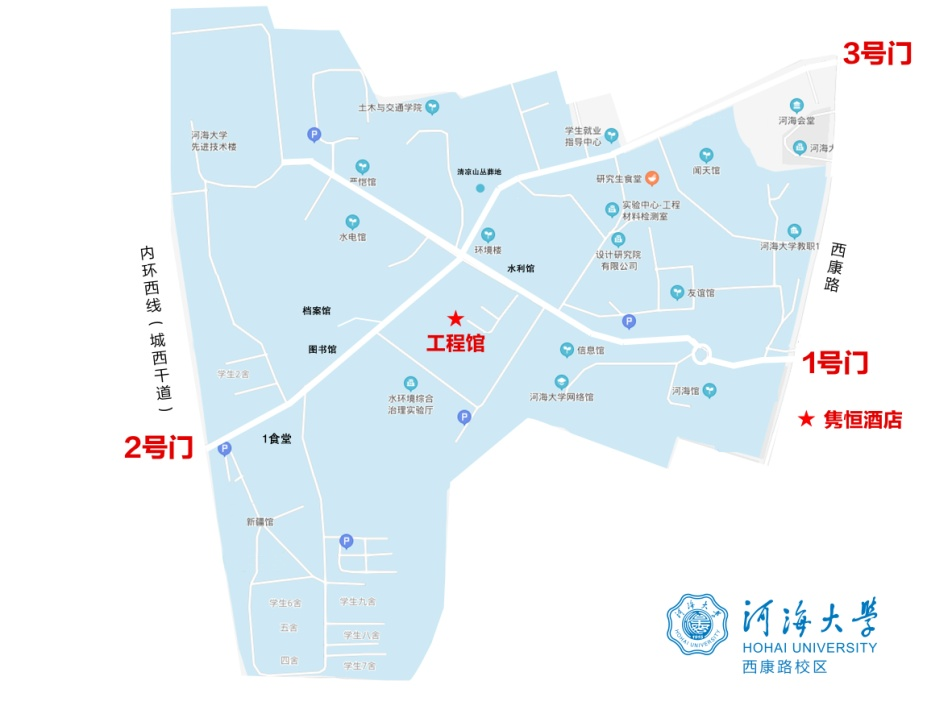 3号门
土木与交通学院
P
河海大学
先进技术楼
学生就业
指导中心
河海会堂
河海大
严恺馆
清凉山丛葬地
研究生食堂
闻天馆
实验中心-工程
材料检测室
水电馆
环境楼
设计研究院
有限公司
河海大学教职1
西康路
内环西线(城西干道)
水利馆
友谊馆
档案馆
P
工程馆
图书馆
信息馆
1号门
学生2舍
水环境综合
治理实验厅
河海大学网络馆
河海馆
P
隽恒酒店
2号门
P
1食堂
新疆馆
P
学生6舍
学生九舍
五舍
学生八舍
四舍
学生7舍
河海大学
1915
HOHAI UNIVERSITY
河海大学
HOHAI UNIVERSITY
西康路校区